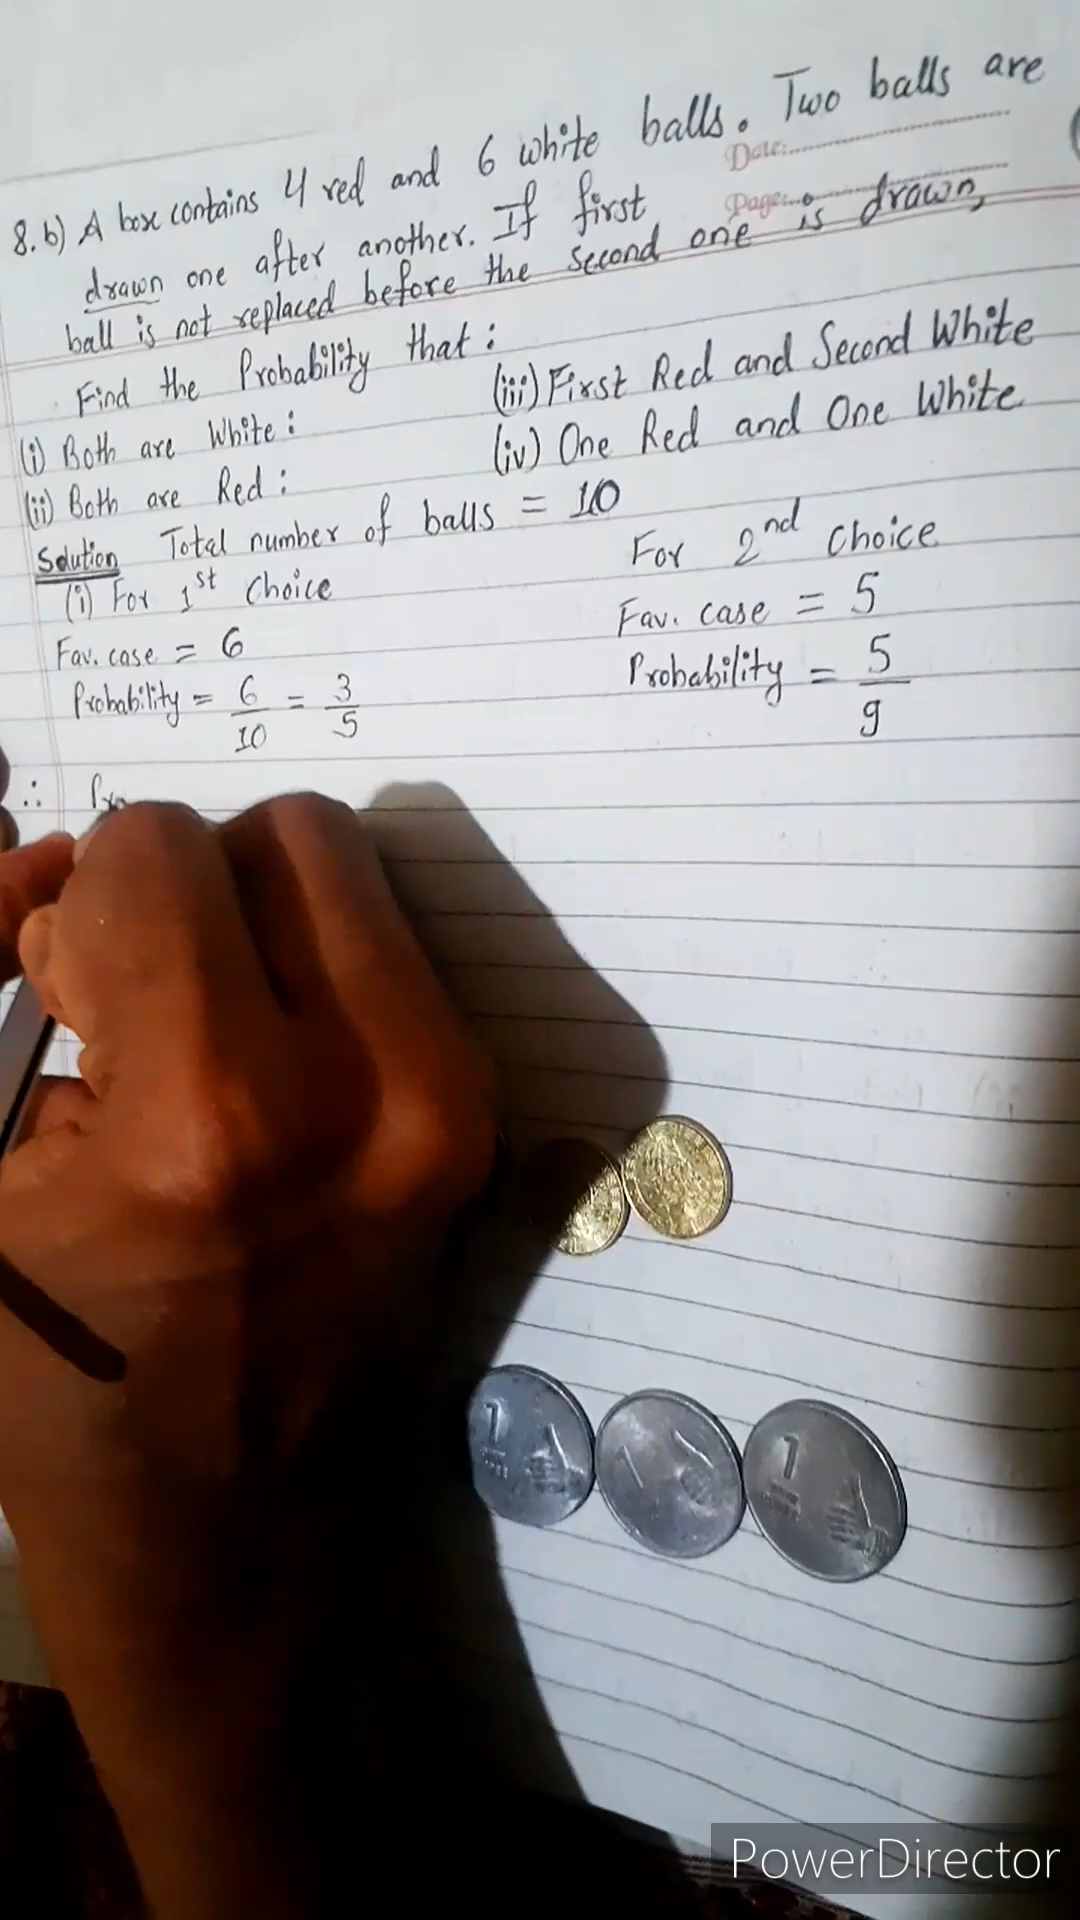 8. b) A box contains 4 red and 6 white balls. Two balls are
Date:
Page:
drawn one after another. If first
ball is not replaced before the second one is drawn,
Find the Probability that:
(i) Both are White:
(iii) First Red and Second White
(ii) Both are Red:
(iv) One Red and One White
Solution Total number of balls = 10
(i) For 1st Choice
For 2nd Choice
Fav. case = 6
Fav. case = 5
Probability = 6/10 = 3/5
Probability = 5/9
∴ Pro
1
1
1
PowerDirector